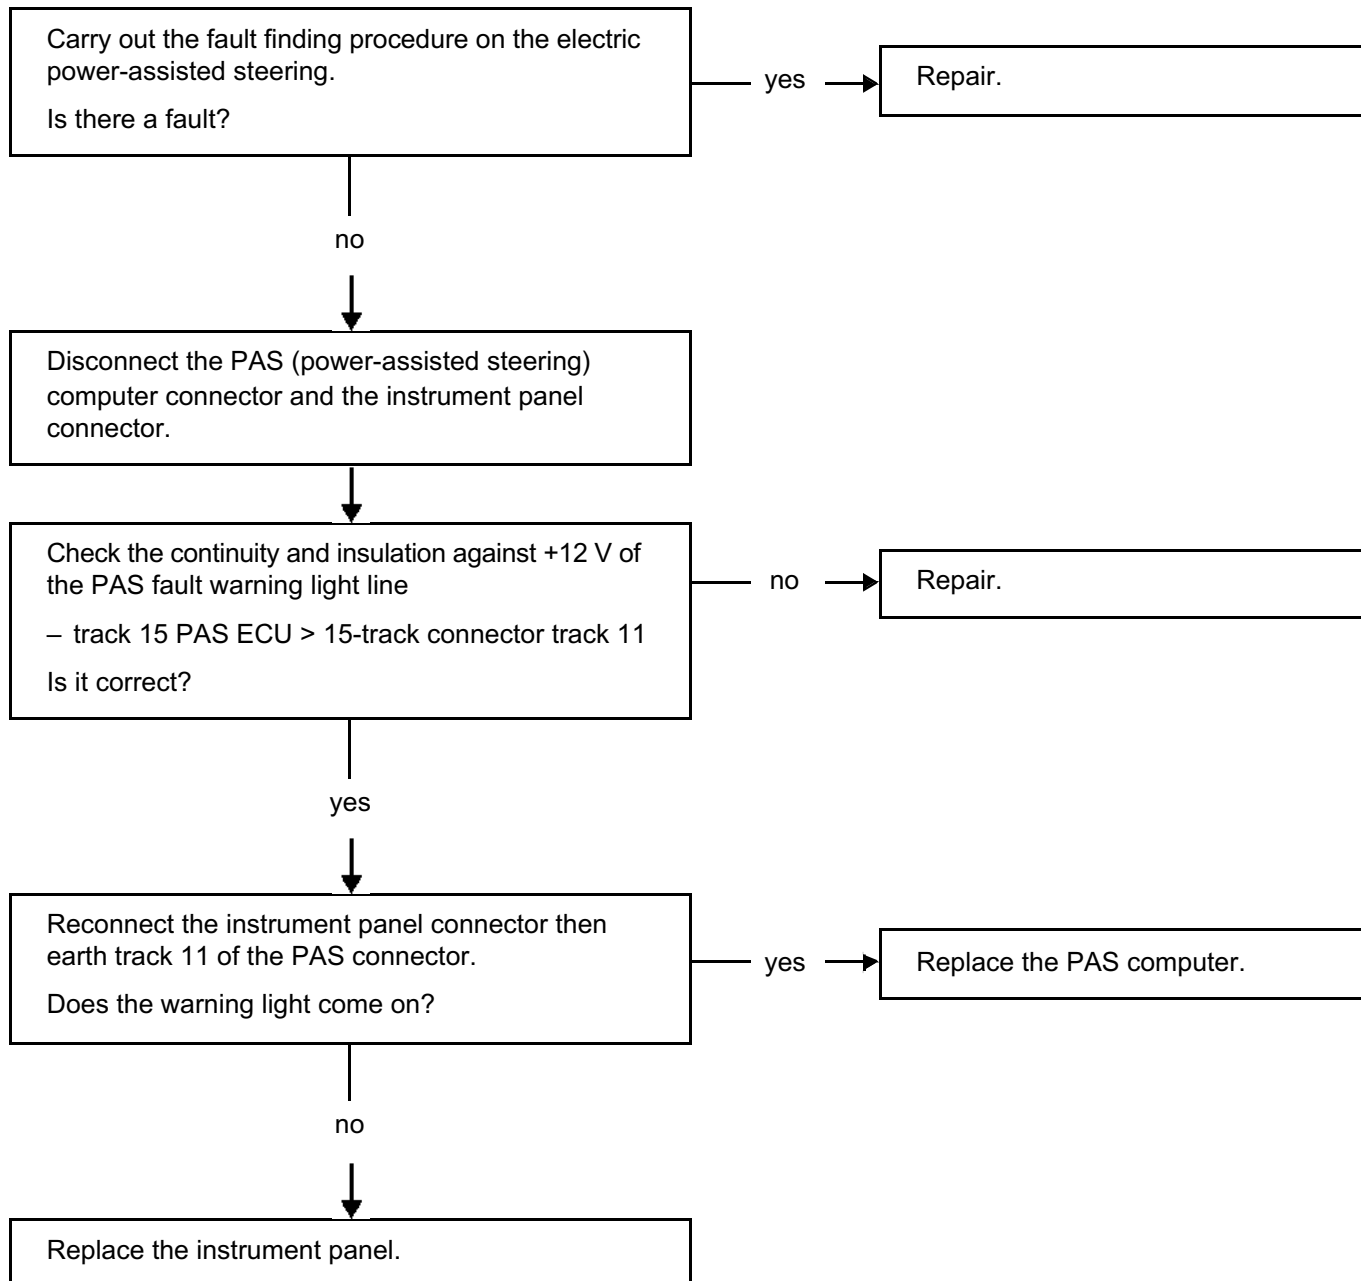 Carry out the fault finding procedure on the electric
power-assisted steering.
Is there a fault?
yes
Repair.
no
Disconnect the PAS (power-assisted steering)
computer connector and the instrument panel
connector.
Check the continuity and insulation against +12 V of
the PAS fault warning light line
– track 15 PAS ECU > 15-track connector track 11
Is it correct?
no
Repair.
yes
Reconnect the instrument panel connector then
earth track 11 of the PAS connector.
Does the warning light come on?
yes
Replace the PAS computer.
no
Replace the instrument panel.